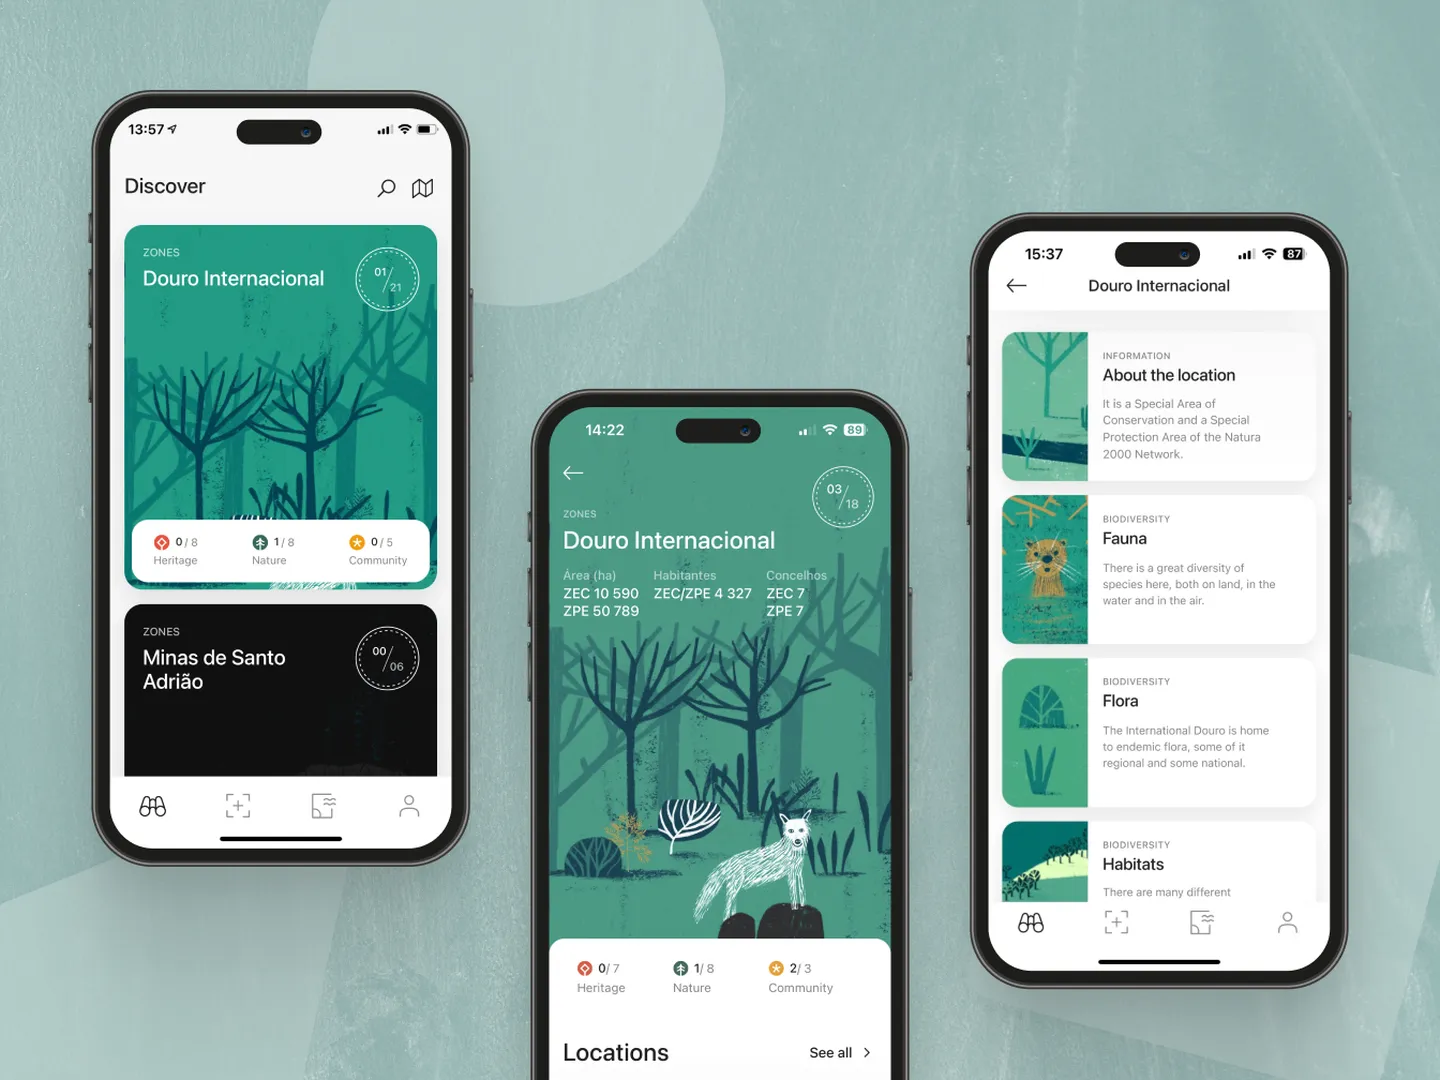 13:57
Discover
ZONES
Douro Internacional
01/21
0/8
Heritage
1/8
Nature
0/5
Community
ZONES
Minas de Santo
Adrião
00/06
14:22
89
03/18
ZONES
Douro Internacional
Área (ha)
ZEC 10 590
ZPE 50 789
Habitantes
ZEC/ZPE 4 327
Concelhos
ZEC 7
ZPE 7
0/7
Heritage
1/8
Nature
2/3
Community
Locations
See all
15:37
87
Douro Internacional
INFORMATION
About the location
It is a Special Area of
Conservation and a Special
Protection Area of the Natura
2000 Network.
BIODIVERSITY
Fauna
There is a great diversity of
species here, both on land, in the
water and in the air.
BIODIVERSITY
Flora
The International Douro is home
to endemic flora, some of it
regional and some national.
BIODIVERSITY
Habitats
There are many different